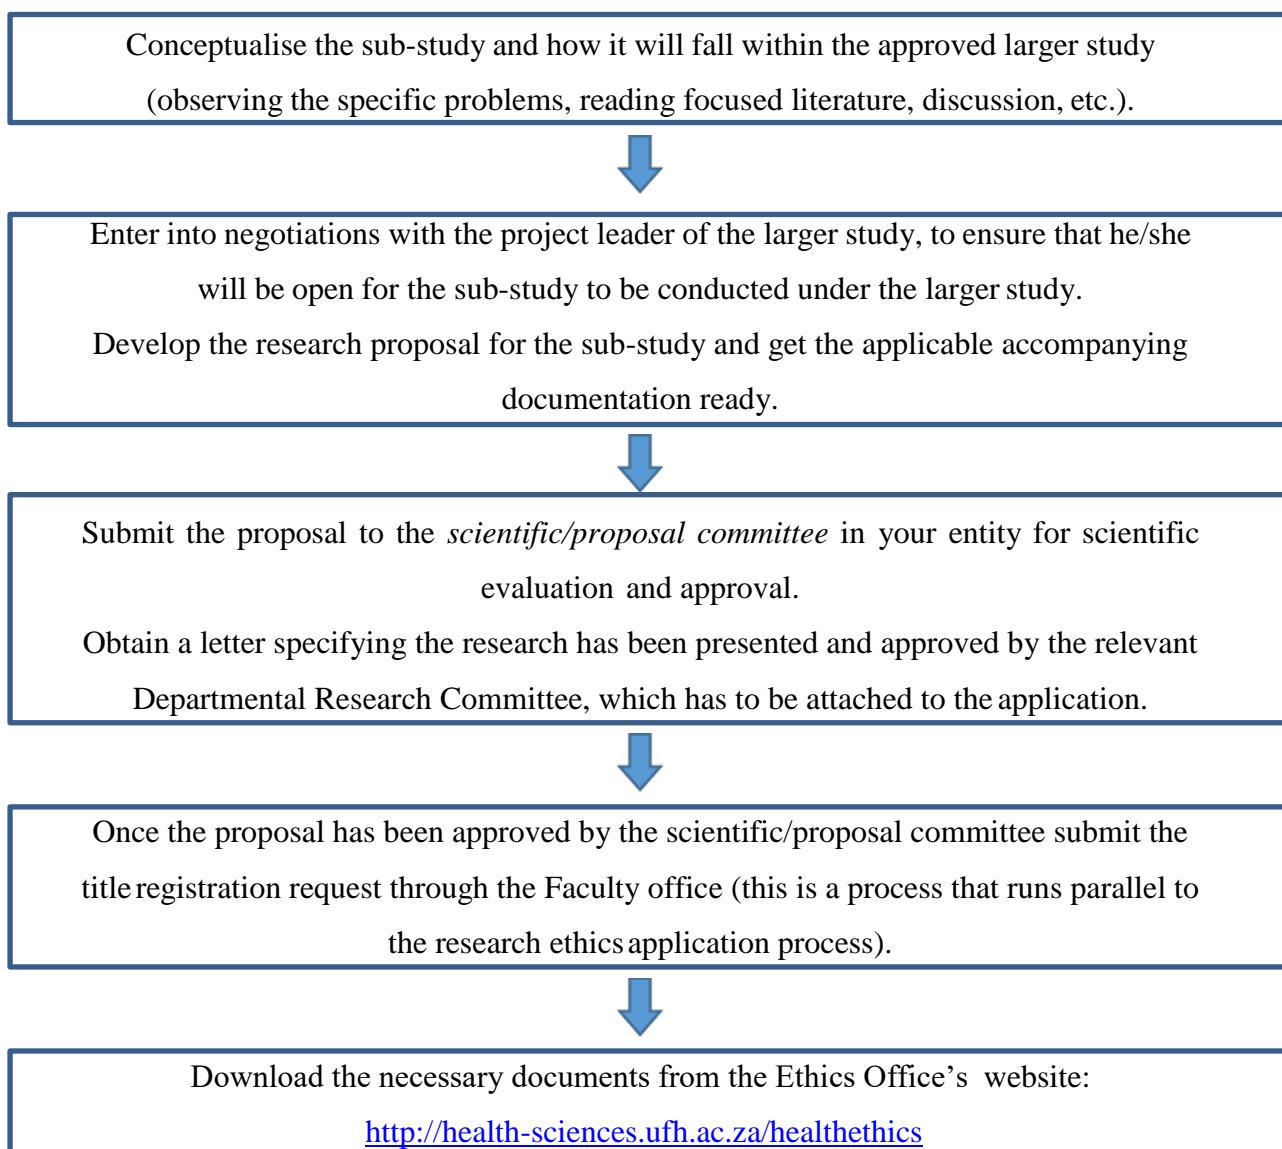 Conceptualise the sub-study and how it will fall within the approved larger study
(observing the specific problems, reading focused literature, discussion, etc.).
Enter into negotiations with the project leader of the larger study, to ensure that he/she
will be open for the sub-study to be conducted under the larger study.
Develop the research proposal for the sub-study and get the applicable accompanying
documentation ready.
Submit the proposal to the scientific/proposal committee in your entity for scientific
evaluation and approval.
Obtain a letter specifying the research has been presented and approved by the relevant
Departmental Research Committee, which has to be attached to the application.
Once the proposal has been approved by the scientific/proposal committee submit the
title registration request through the Faculty office (this is a process that runs parallel to
the research ethics application process).
Download the necessary documents from the Ethics Office’s website:
http://health-sciences.ufh.ac.za/healthethics